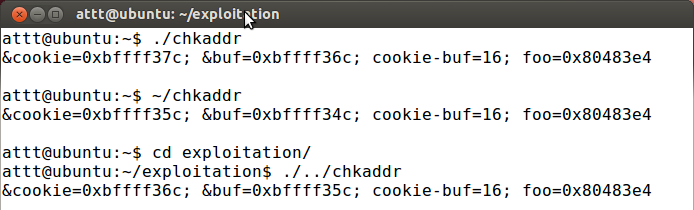 attt@ubuntu: ~/exploitation
attt@ubuntu:~$ ./chkaddr
&cookie=0xbffff37c; &buf=0xbffff36c; cookie-buf=16; foo=0x80483e4
attt@ubuntu:~$ ~/chkaddr
&cookie=0xbffff35c; &buf=0xbffff34c; cookie-buf=16; foo=0x80483e4
attt@ubuntu:~$ cd exploitation/
attt@ubuntu:~/exploitation$ ./../chkaddr
&cookie=0xbffff36c; &buf=0xbffff35c; cookie-buf=16; foo=0x80483e4